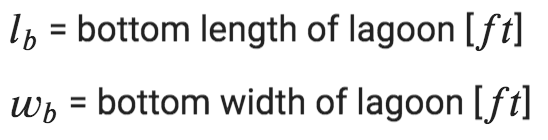 l_b = bottom length of lagoon [ft]
w_b = bottom width of lagoon [ft]